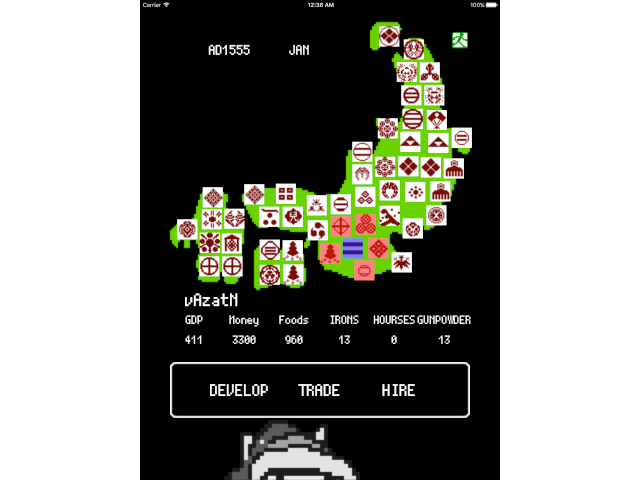 Carrier 12:36 AM 100%
AD1555 JAN
vAzatN
GDP Money Foods IRONS HOURSES GUNPOWDER
411 3300 960 13 0 13
DEVELOP TRADE HIRE